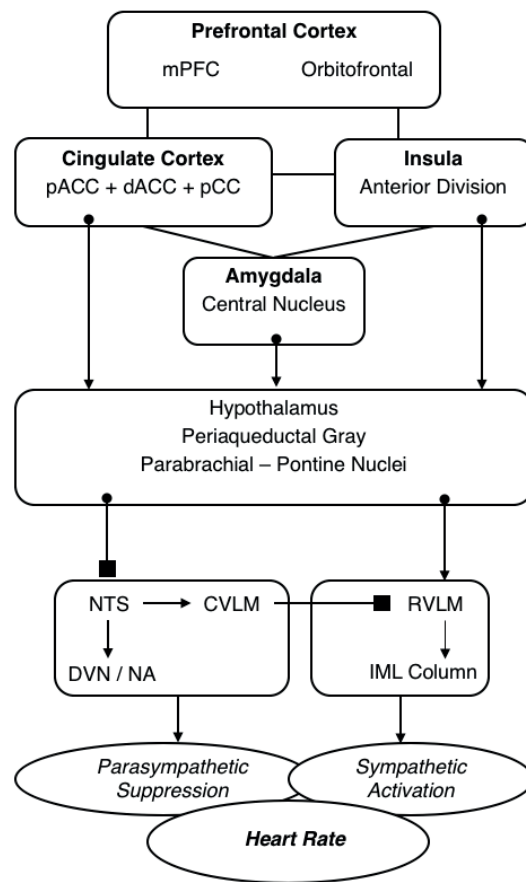 Prefrontal Cortex
mPFC Orbitofrontal
Cingulate Cortex
pACC + dACC + pCC
Insula
Anterior Division
Amygdala
Central Nucleus
Hypothalamus
Periaqueductal Gray
Parabrachial – Pontine Nuclei
NTS CVLM
DVN / NA
RVLM
IML Column
Parasympathetic
Suppression
Sympathetic
Activation
Heart Rate